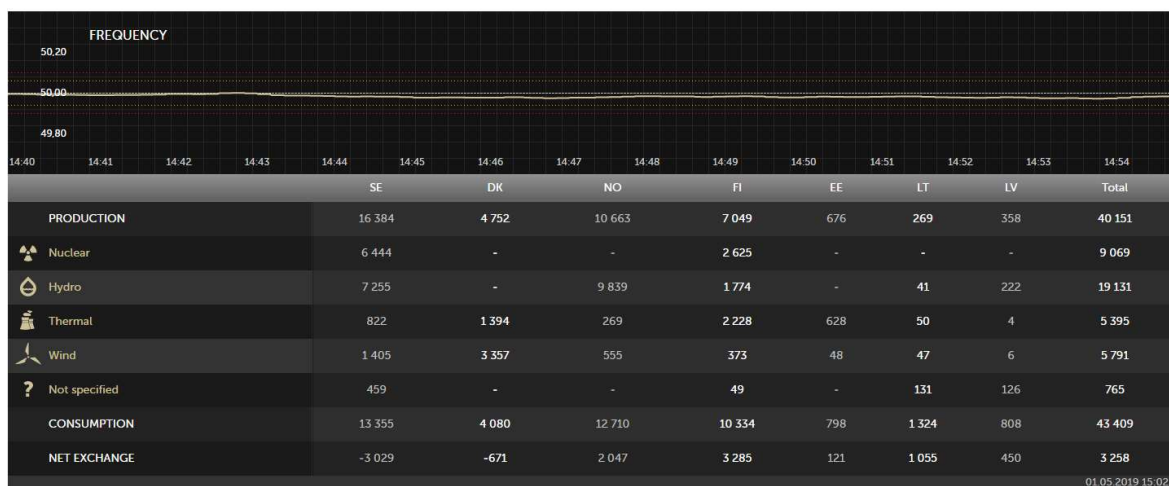 FREQUENCY
50,20
50,00
49,80
14:40 14:41 14:42 14:43 14:44 14:45 14:46 14:47 14:48 14:49 14:50 14:51 14:52 14:53 14:54
SE DK NO FI EE LT LV Total
PRODUCTION 16 384 4 752 10 663 7 049 676 269 358 40 151
Nuclear 6 444 - - 2 625 - - - 9 069
Hydro 7 255 - 9 839 1 774 - 41 222 19 131
Thermal 822 1 394 269 2 228 628 50 4 5 395
Wind 1 405 3 357 555 373 48 47 6 5 791
? Not specified 459 - - 49 - 131 126 765
CONSUMPTION 13 355 4 080 12 710 10 334 798 1 324 808 43 409
NET EXCHANGE -3 029 -671 2 047 3 285 121 1 055 450 3 258
01.05.2019 15:02